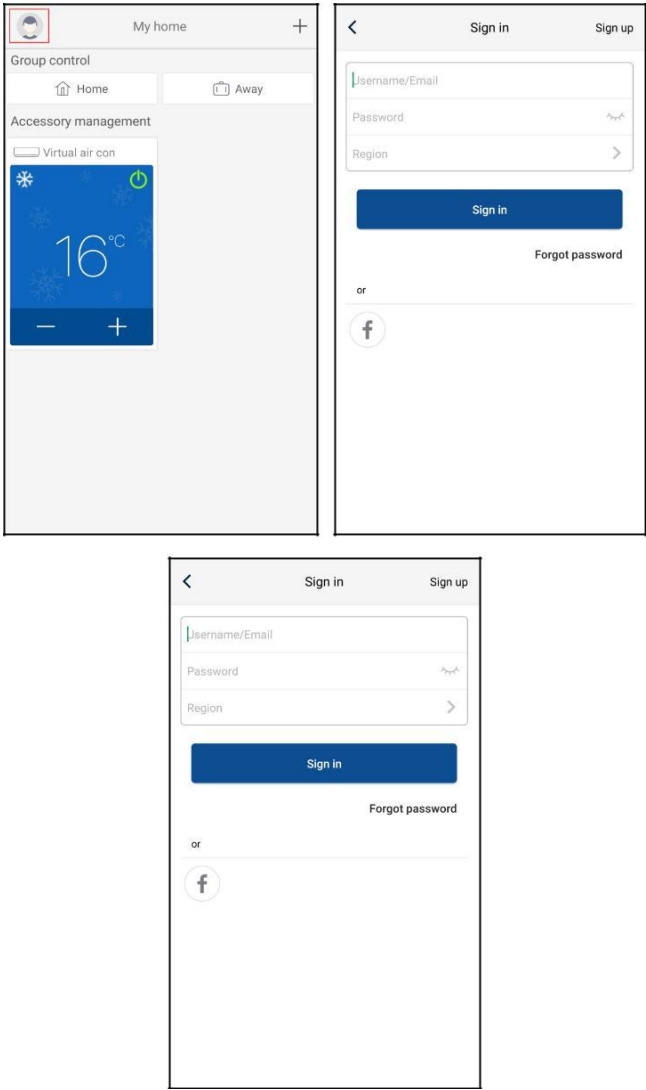 My home
Group control
Home
Away
Accessory management
Virtual air con
16°C
Sign in
Sign up
Username/Email
Password
Region
Sign in
Forgot password
or
f
Sign in
Sign up
Username/Email
Password
Region
Sign in
Forgot password
or
f